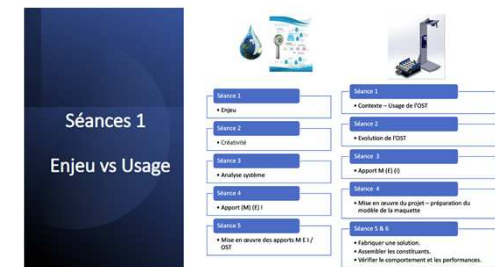 Séances 1
Enjeu vs Usage
Séance 1
• Enjeu
Séance 2
• Créativité
Séance 3
• Analyse système
Séance 4
• Apport (M) (E) I
Séance 5
• Mise en œuvre des apports M E I /
OST
Séance 1
• Contexte – Usage de l'OST
Séance 2
• Evolution de l'OST
Séance 3
• Apport M (E) (I)
Séance 4
• Mise en œuvre du projet – préparation du
modèle de la maquette
Séance 5 & 6
• Fabriquer une solution.
• Assembler les constituants.
• Vérifier le comportement et les performances.